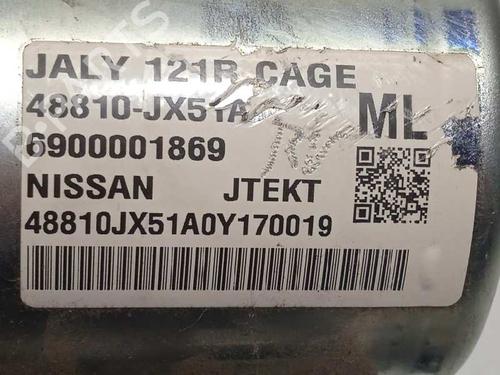 JALY 121R CAGE
48810-JX51A
ML
6900001869
NISSAN JTEKT
48810JX51A0Y170019